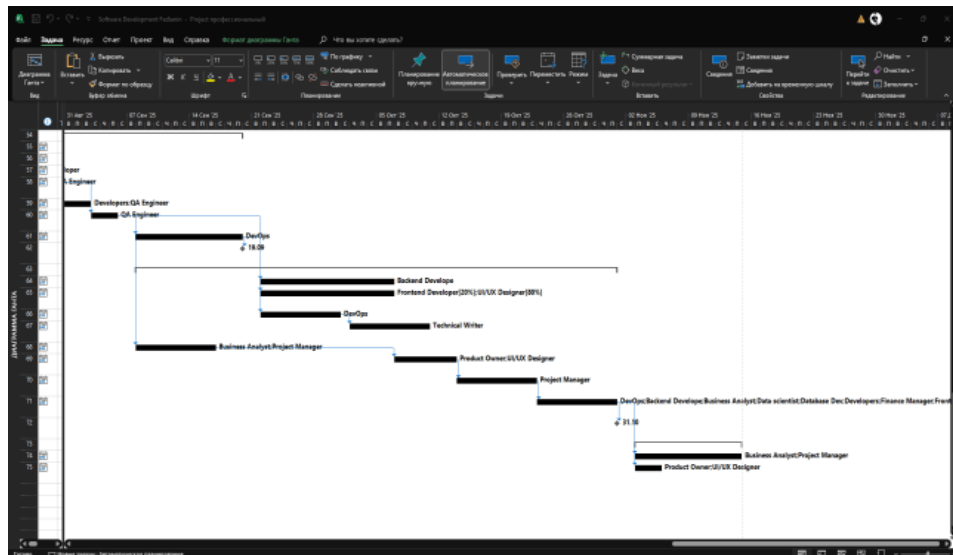 Software Development Features - Project профессиональный
Файл Задача Ресурс Отчет Проект Вид Справка Формат диаграммы Ганта Что вы хотите сделать?
Диаграмма Ганта
Вставить
Вырезать
Копировать
Формат по образцу
Буфер обмена
Calibri 11
Ж К Ч
Шрифт
По графику
Соблюдать связи
Сделать неактивной
Планирование
Планирование вручную
Автоматическое планирование
Проверить Переместить Режим
Задачи
Задача
Суммарная задача
Веха
Вставить
Сведения
Заметки задачи
Сведения
Добавить на временную шкалу
Свойства
Перейти к задаче
Найти
Очистить
Заполнить
Редактирование
31 Авг '25 07 Сен '25 14 Сен '25 21 Сен '25 28 Сен '25 05 Окт '25 12 Окт '25 19 Окт '25 26 Окт '25 02 Ноя '25 09 Ноя '25 16 Ноя '25 23 Ноя '25 30 Ноя '25
ДИАГРАММА ГАНТА
54
55
56
57 loper
58 A Engineer
59 Developers;QA Engineer
60 QA Engineer
61 DevOps
62 19.09
63
64 Backend Develope
65 Frontend Developer[20%];UI/UX Designer[80%]
66 DevOps
67 Technical Writer
68 Business Analyst;Project Manager
69 Product Owner;UI/UX Designer
70 Project Manager
71 DevOps;Backend Develope;Business Analyst;Data scientist;Database Dev;Developers;Finance Manager;Front
72 31.10
73
74 Business Analyst;Project Manager
75 Product Owner;UI/UX Designer